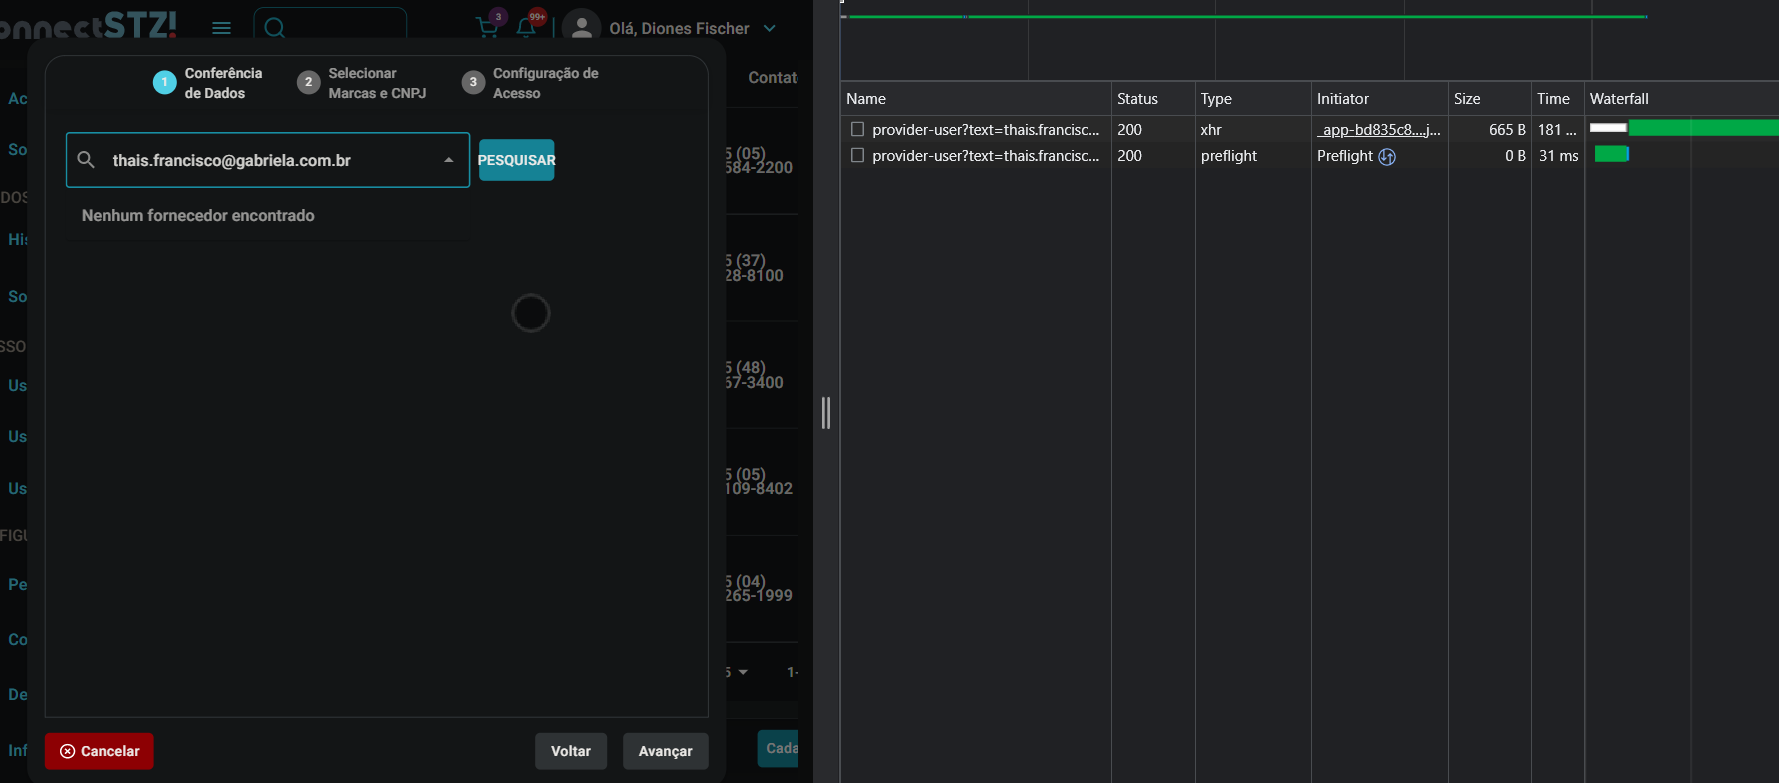 onnectSTZ!
3
99+
Olá, Diones Fischer
1
Conferência
de Dados
2
Selecionar
Marcas e CNPJ
3
Configuração de
Acesso
thais.francisco@gabriela.com.br
PESQUISAR
Nenhum fornecedor encontrado
Cancelar
Voltar
Avançar
Ac
So
DOS
His
So
SSO
Us
Us
Us
FIGU
Pe
Co
De
Inf
Contat
5 (05)
584-2200
5 (37)
28-8100
5 (48)
67-3400
5 (05)
109-8402
5 (04)
265-1999
5
1-
Cada
Name Status Type Initiator Size Time Waterfall
provider-user?text=thais.francisc... 200 xhr _app-bd835c8....j... 665 B 181 ...
provider-user?text=thais.francisc... 200 preflight Preflight 0 B 31 ms